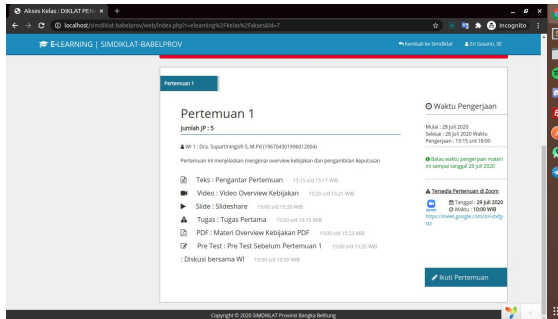 Akses Kelas : DIKLAT PEN
localhost/simdiklat-babelprov/web/index.php?r=elearning%2Fkelas%2Fakses&id=7
Incognito
E-LEARNING | SIMDIKLAT-BABELPROV
Kembali ke Simdiklat
Sri Susanti, SE
Pertemuan 1
Pertemuan 1
Jumlah JP : 5
WI 1 : Dra. Supartiningsih S, M.Pd (196704301996012004)
Pertemuan ini menjelaskan mengenai overview kebijakan dan pengambilan keputusan
Teks : Pengantar Pertemuan 15:15 s/d 15:17 WIB
Video : Video Overview Kebijakan 15:20 s/d 15:21 WIB
Slide : Slideshare 15:00 s/d 15:20 WIB
Tugas : Tugas Pertama 15:00 s/d 15:15 WIB
PDF : Materi Overview Kebijakan PDF 15:00 s/d 15:23 WIB
Pre Test : Pre Test Sebelum Pertemuan 1 15:00 s/d 15:20 WIB
: Diskusi bersama WI 15:00 s/d 15:50 WIB
Waktu Pengerjaan
Mulai : 28 Juli 2020
Selesai : 28 Juli 2020 Waktu
Pengerjaan : 15:15 s/d 18:00
Batas waktu pengerjaan materi
ini sampai tanggal 28 Juli 2020
Tersedia Pertemuan di Zoom
Tanggal : 29 Juli 2020
Waktu : 10:00 WIB
Ikuti Pertemuan
Copyright © 2020 SIMDIKLAT Provinsi Bangka Belitung